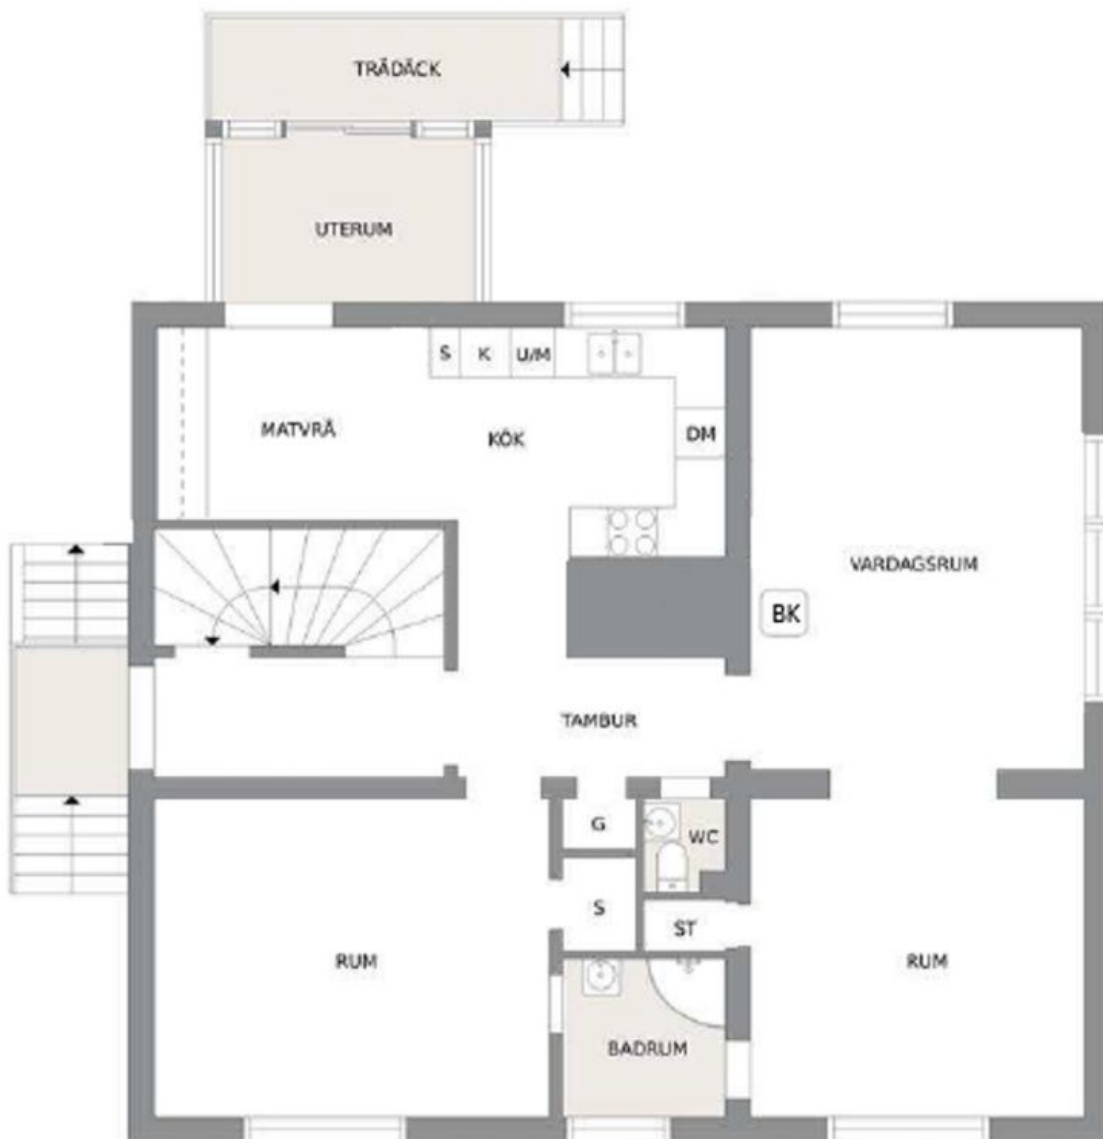 TRÄDÄCK
UTERUM
S K U/M
MATVRÅ
KÖK
DM
VARDAGSRUM
BK
TAMBUR
G
WC
S
ST
RUM
RUM
BADRUM